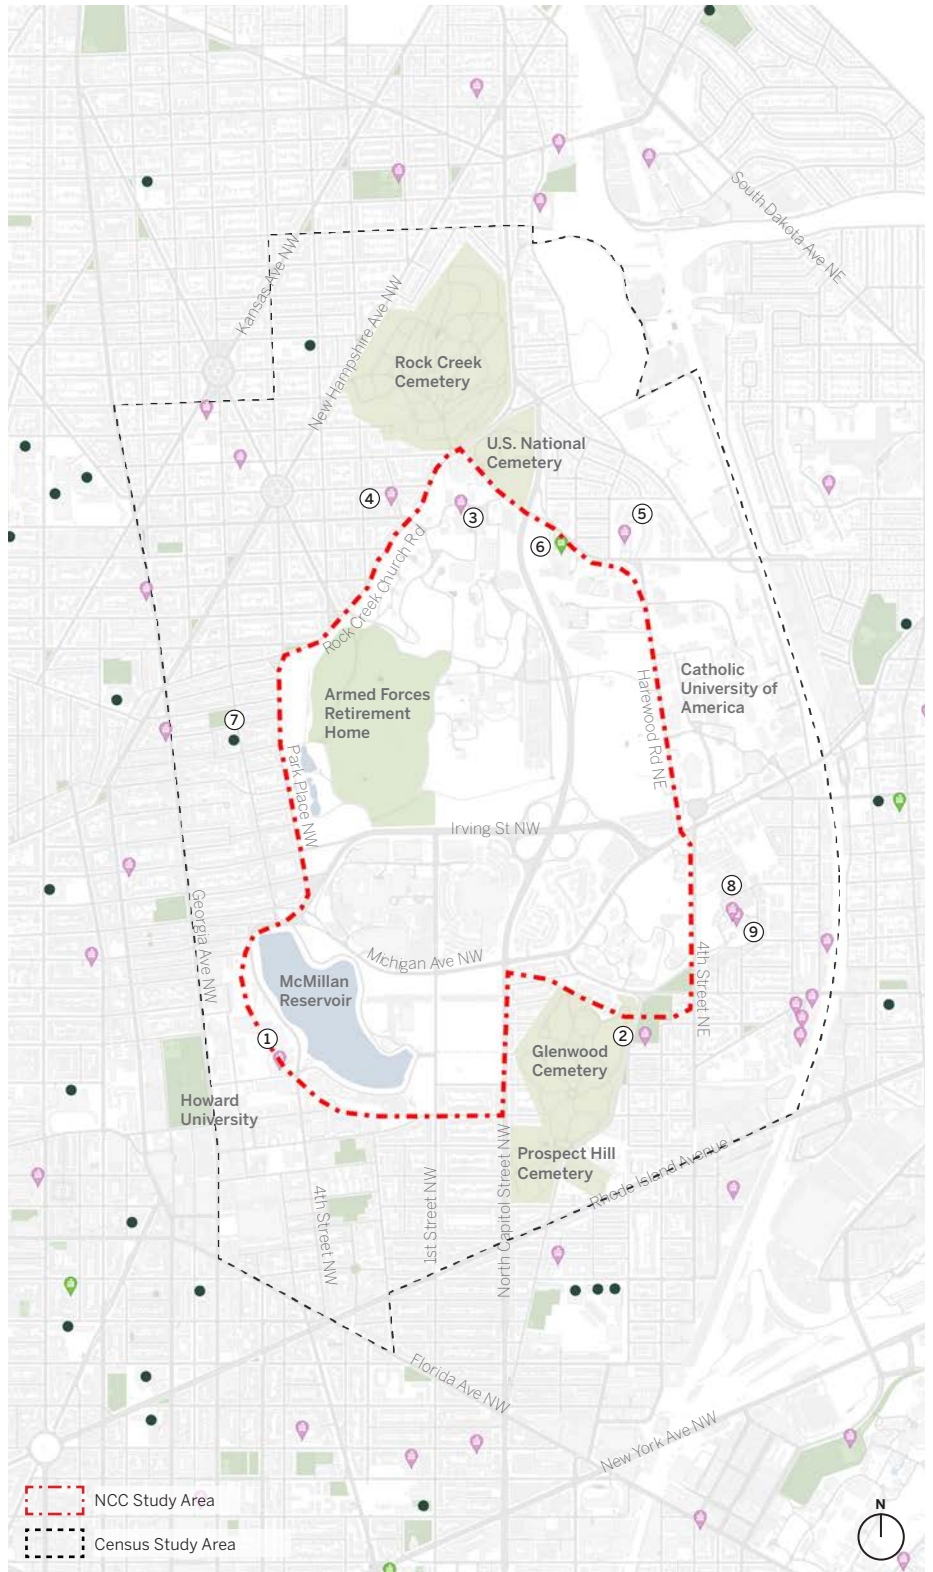 South Dakota Ave NE
Kansas Ave NW
New Hampshire Ave NW
Rock Creek
Cemetery
U.S. National
Cemetery
4
3
5
6
Rock Creek Church Rd
Armed Forces
Retirement
Home
Catholic
University of
America
Harewood Rd NE
7
Park Place NW
Irving St NW
8
9
Georgia Ave NW
Michigan Ave NW
4th Street NE
McMillan
Reservoir
1
2
Glenwood
Cemetery
Howard
University
Prospect Hill
Cemetery
Rhode Island Avenue
4th Street NW
1st Street NW
North Capitol Street NW
Florida Ave NW
New York Ave NW
NCC Study Area
Census Study Area
N